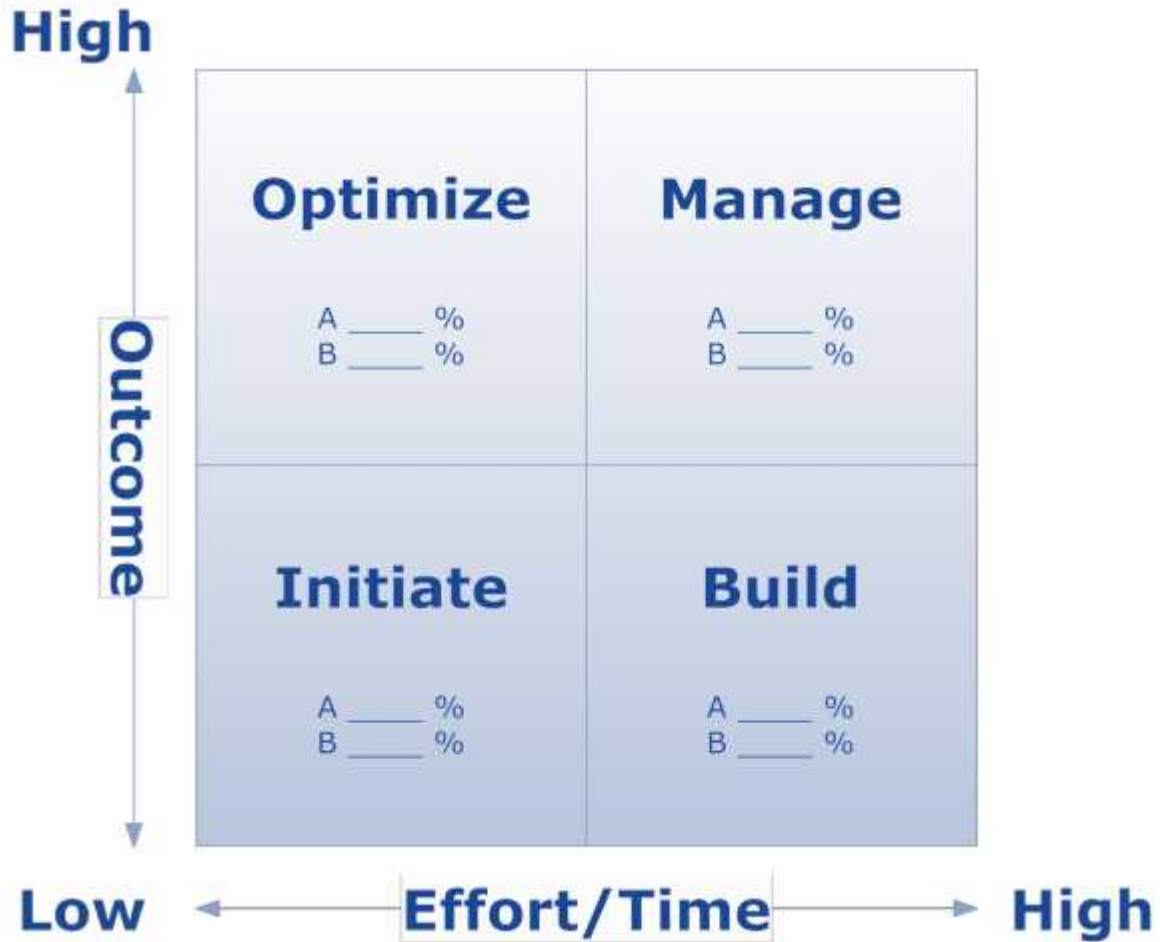 High
Optimize
Manage
A _____ %
B _____ %
A _____ %
B _____ %
Outcome
Initiate
Build
A _____ %
B _____ %
A _____ %
B _____ %
Low
Effort/Time
High